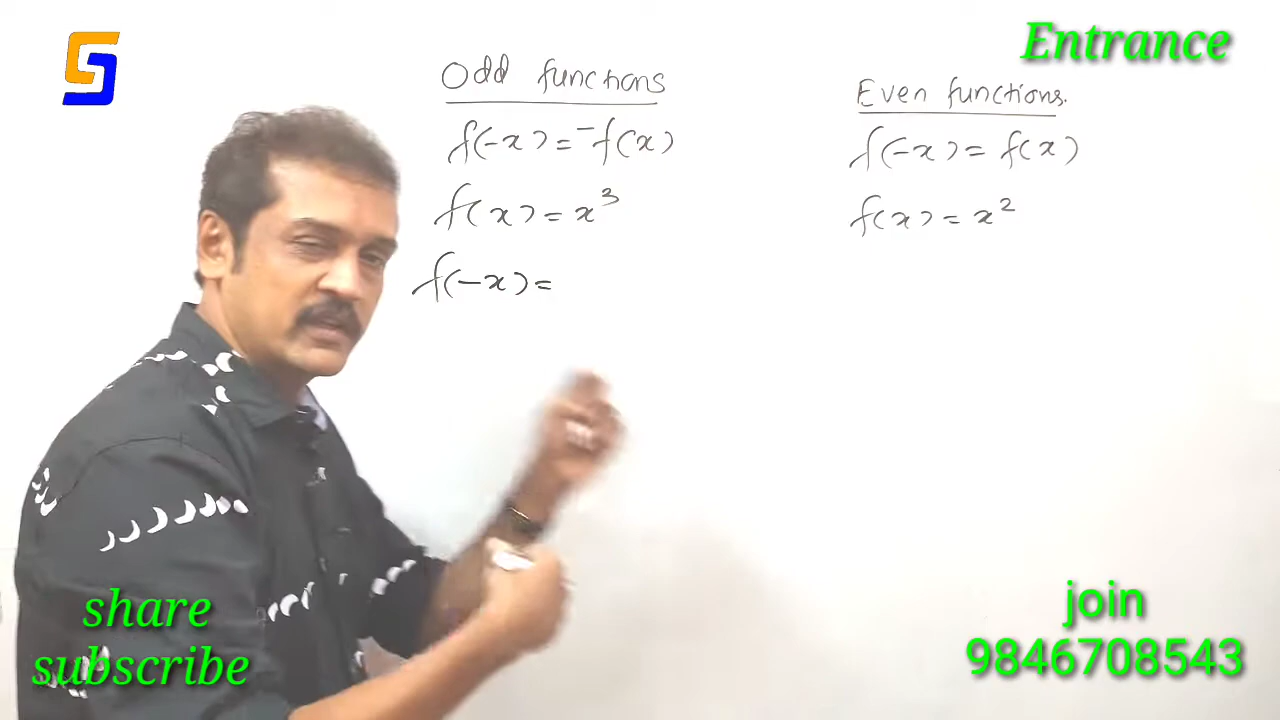 Entrance
Odd functions
f(-x) = -f(x)
f(x) = x³
f(-x) =
Even functions.
f(-x) = f(x)
f(x) = x²
share
subscribe
join
9846708543